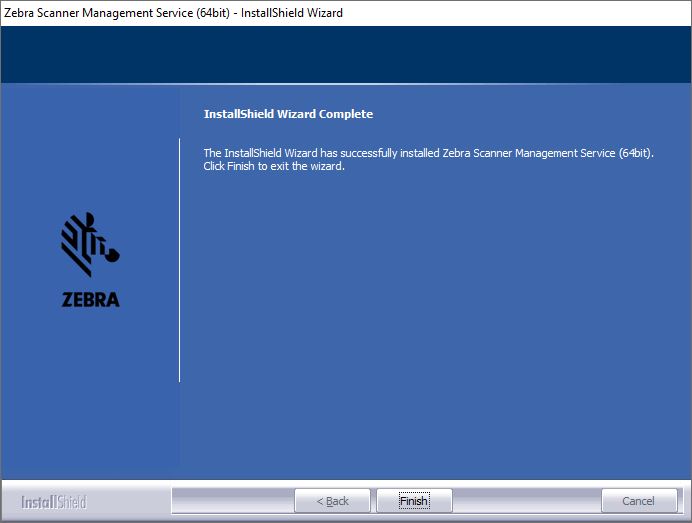 Zebra Scanner Management Service (64bit) - InstallShield Wizard
InstallShield Wizard Complete
The InstallShield Wizard has successfully installed Zebra Scanner Management Service (64bit).
Click Finish to exit the wizard.
ZEBRA
InstallShield
< Back
Finish
Cancel